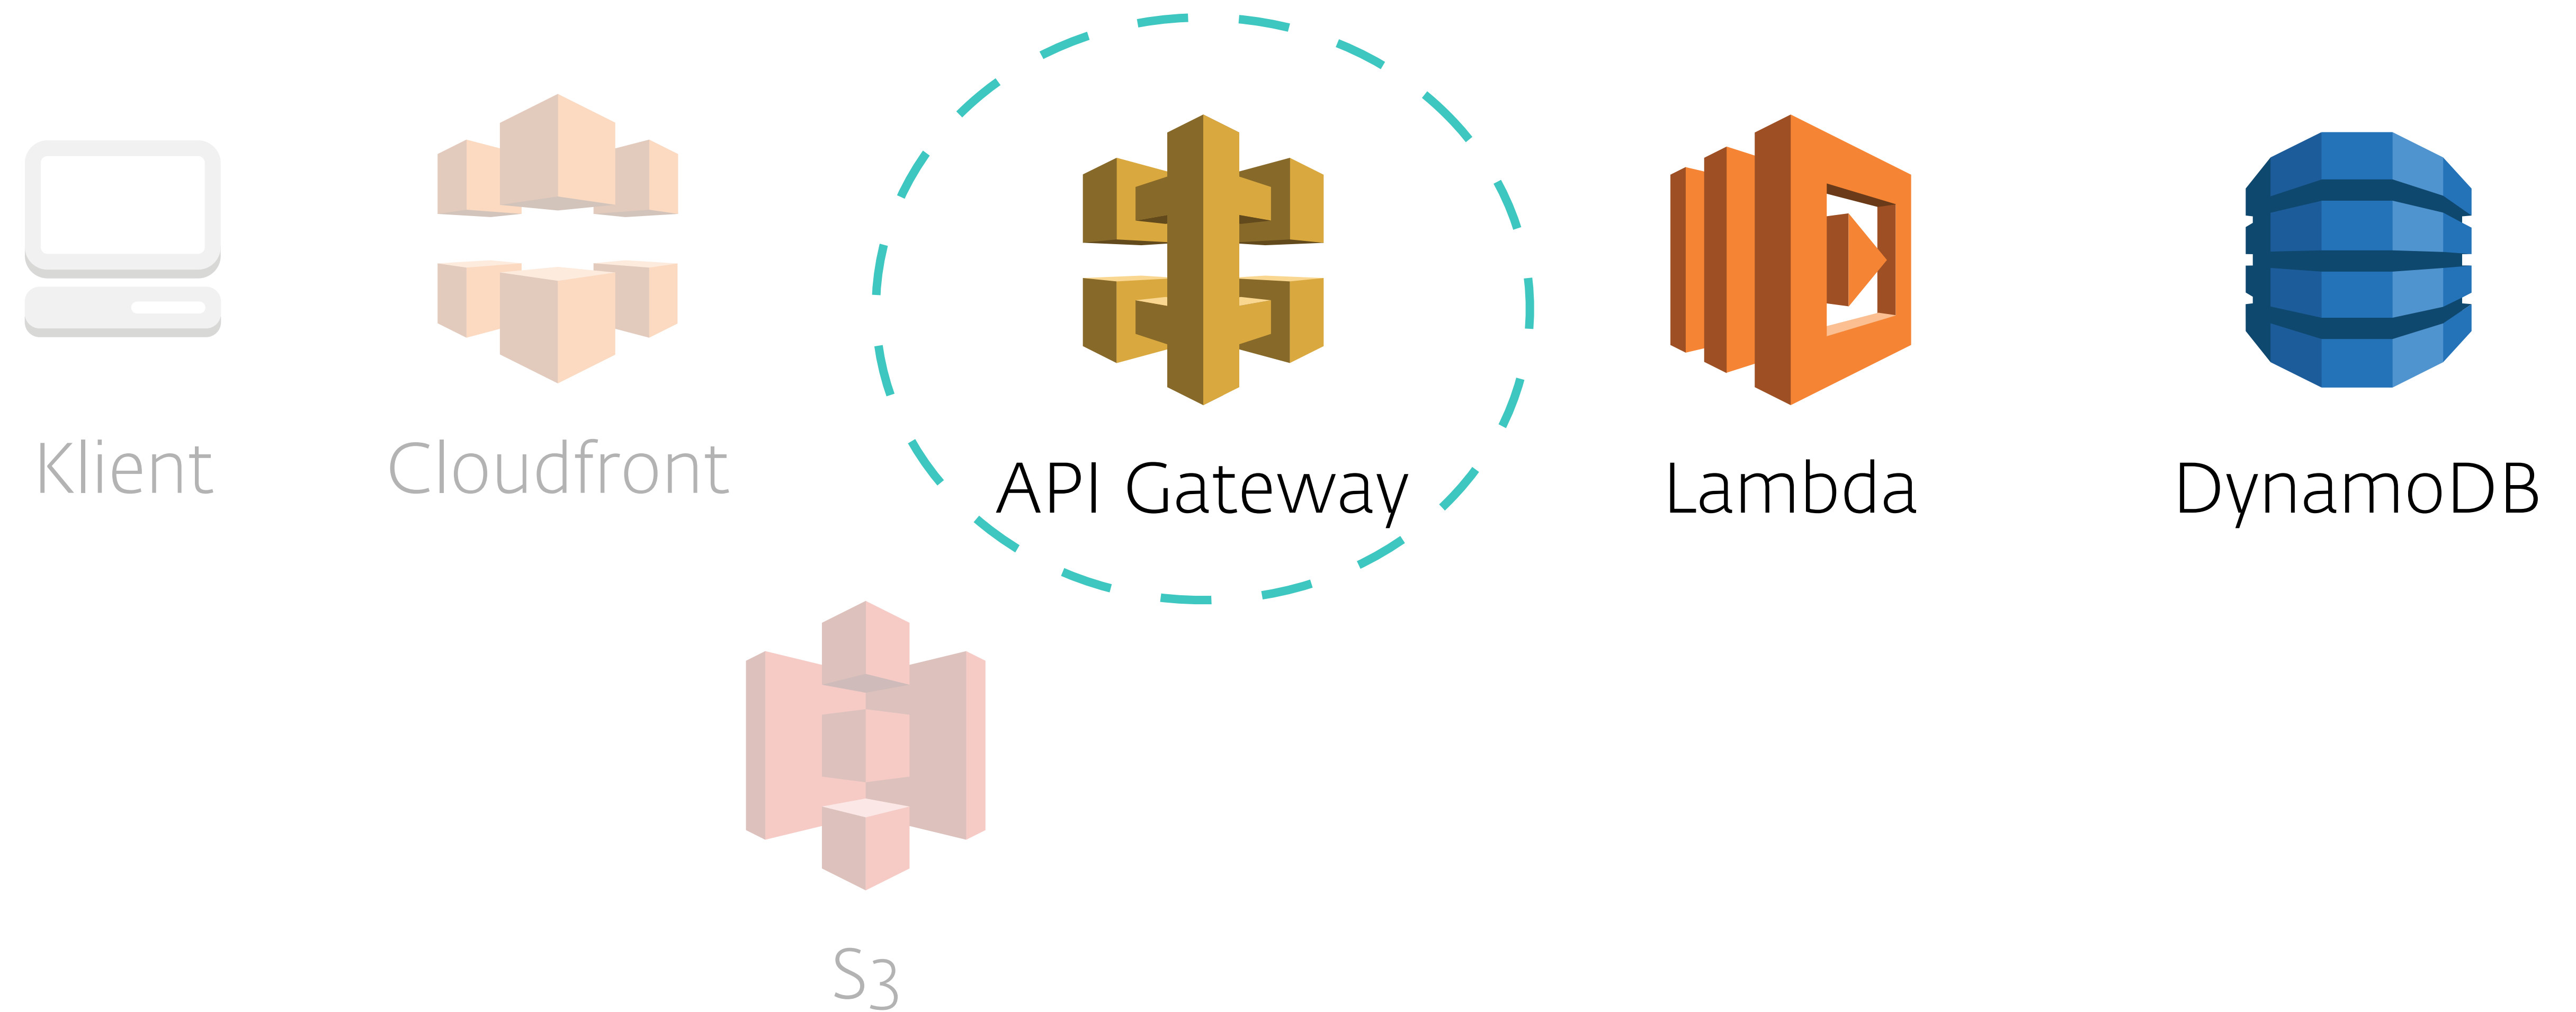 Klient
Cloudfront
API Gateway
Lambda
DynamoDB
S3